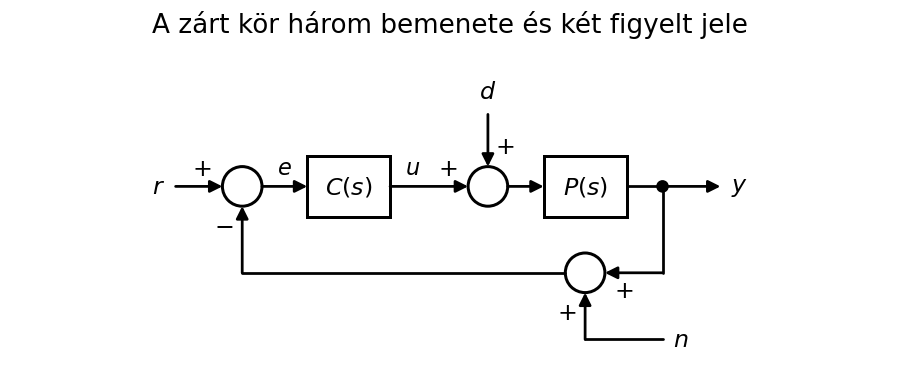 A zárt kör három bemenete és két figyelt jele
d
+
r + e C(s) u + P(s) y
−
+
+
n